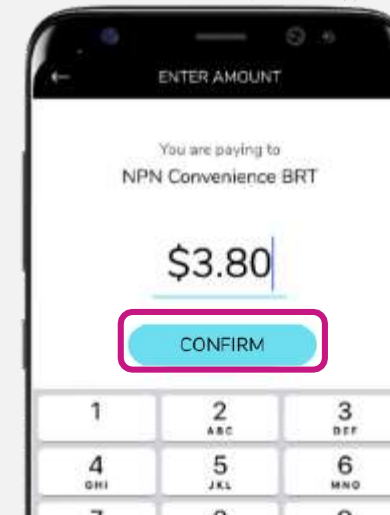 ENTER AMOUNT
You are paying to
NPN Convenience BRT
$3.80
CONFIRM
1 2 3
ABC DEF
4 5 6
GHI JKL MNO